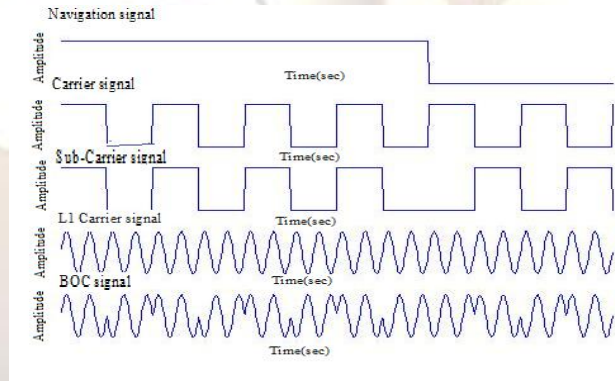 Navigation signal
Amplitude
Time(sec)
Carrier signal
Amplitude
Time(sec)
Sub-Carrier signal
Amplitude
Time(sec)
L1 Carrier signal
Amplitude
Time(sec)
BOC signal
Amplitude
Time(sec)